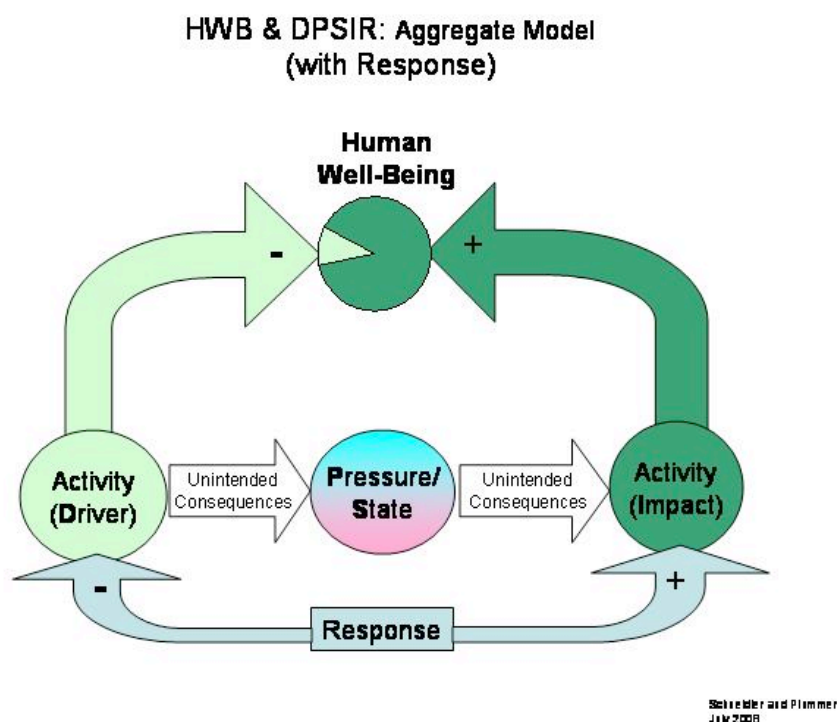 HWB & DPSIR: Aggregate Model
(with Response)
Human
Well-Being
-
+
Activity
(Driver)
Unintended
Consequences
Pressure/
State
Unintended
Consequences
Activity
(Impact)
-
Response
+
and Plummer
July